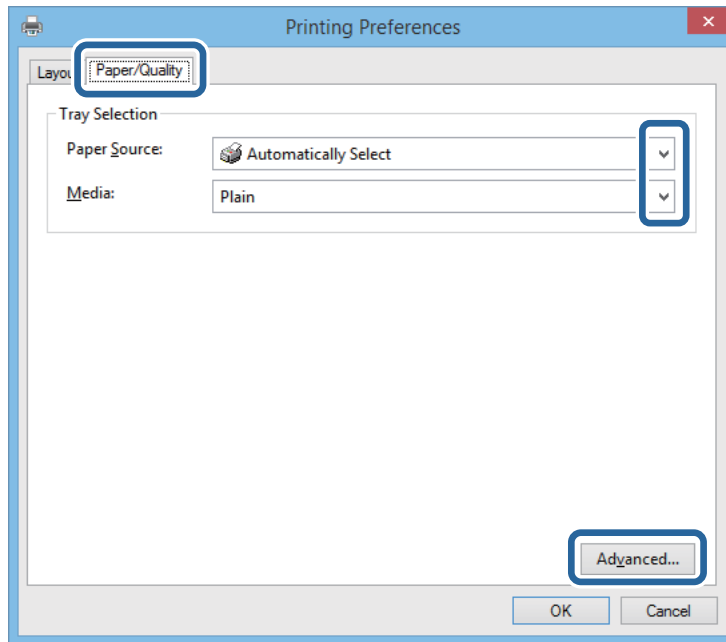 Printing Preferences
Layou
Paper/Quality
Tray Selection
Paper Source:
Automatically Select
Media:
Plain
Advanced...
OK
Cancel